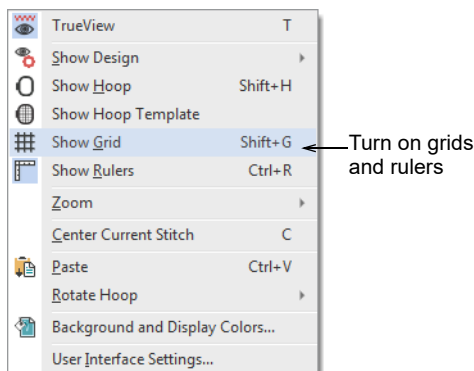 TrueView T
Show Design
Show Hoop Shift+H
Show Hoop Template
Show Grid Shift+G
Turn on grids
and rulers
Show Rulers Ctrl+R
Zoom
Center Current Stitch C
Paste Ctrl+V
Rotate Hoop
Background and Display Colors...
User Interface Settings...